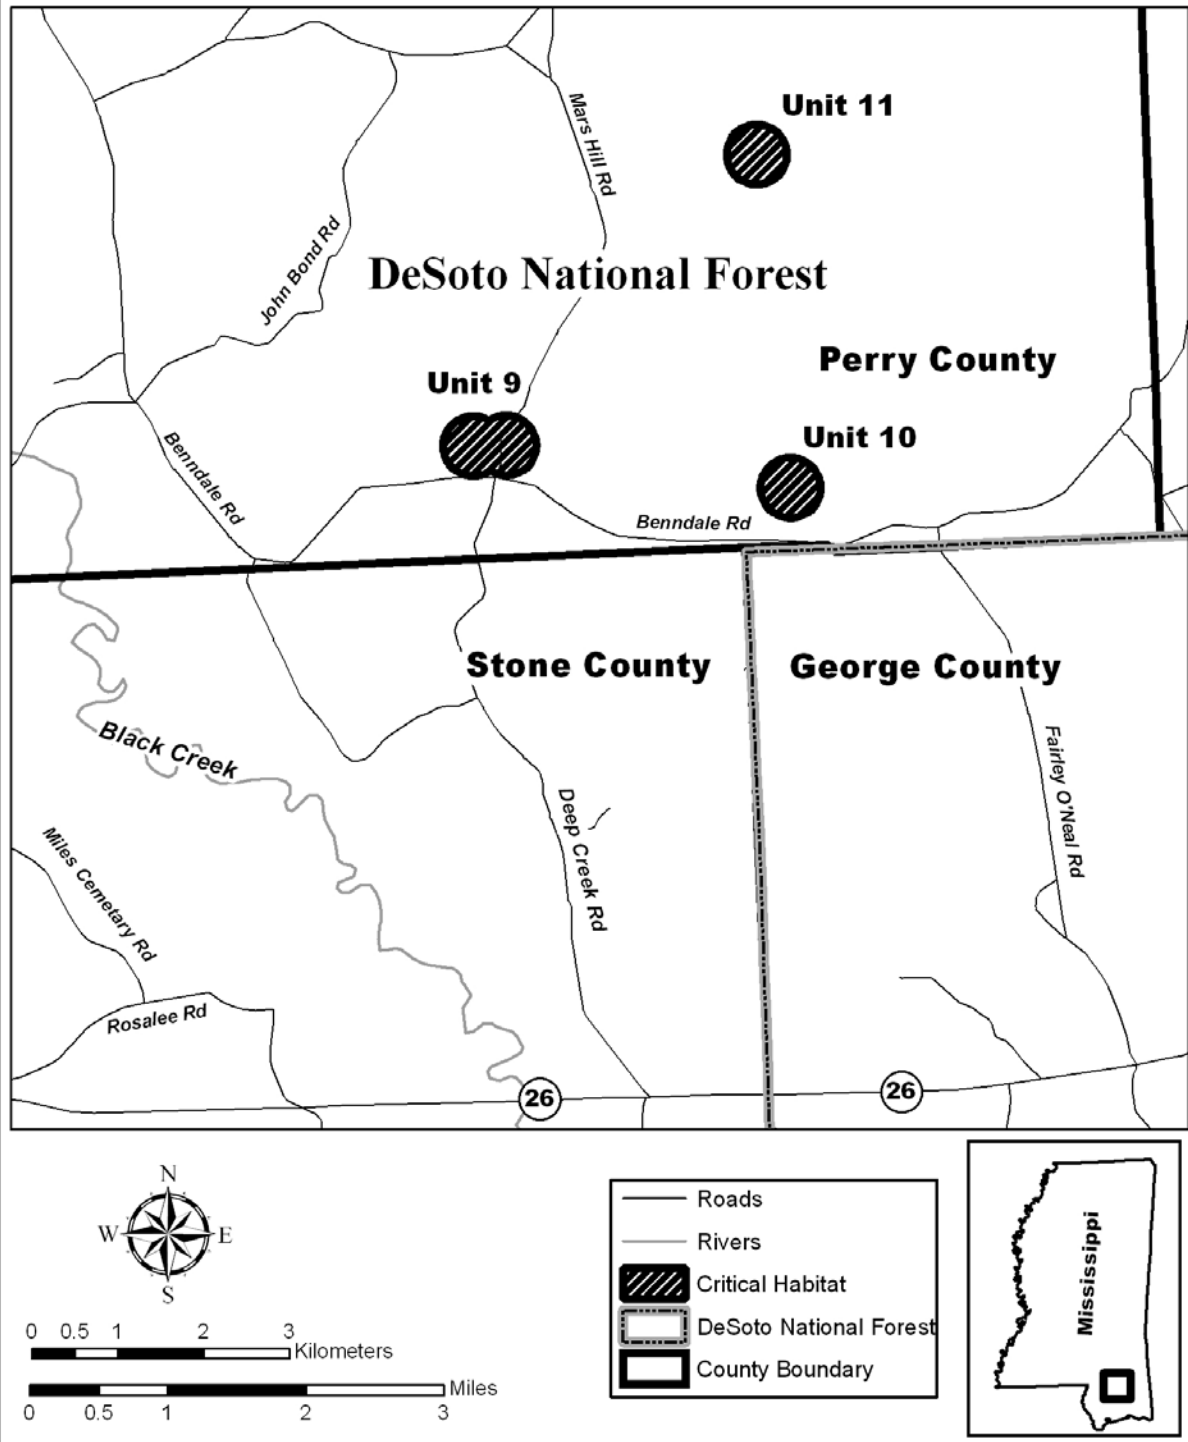 Unit 11
Mars Hill Rd
John Bond Rd
DeSoto National Forest
Perry County
Unit 9
Unit 10
Benndale Rd
Benndale Rd
Stone County
George County
Black Creek
Fairley O'Neal Rd
Deep Creek Rd
Miles Cemetary Rd
Rosalee Rd
26
26
N
W E
S
0 0.5 1 2 3
Kilometers
Miles
0 0.5 1 2 3
Roads
Rivers
Critical Habitat
DeSoto National Forest
County Boundary
Mississippi